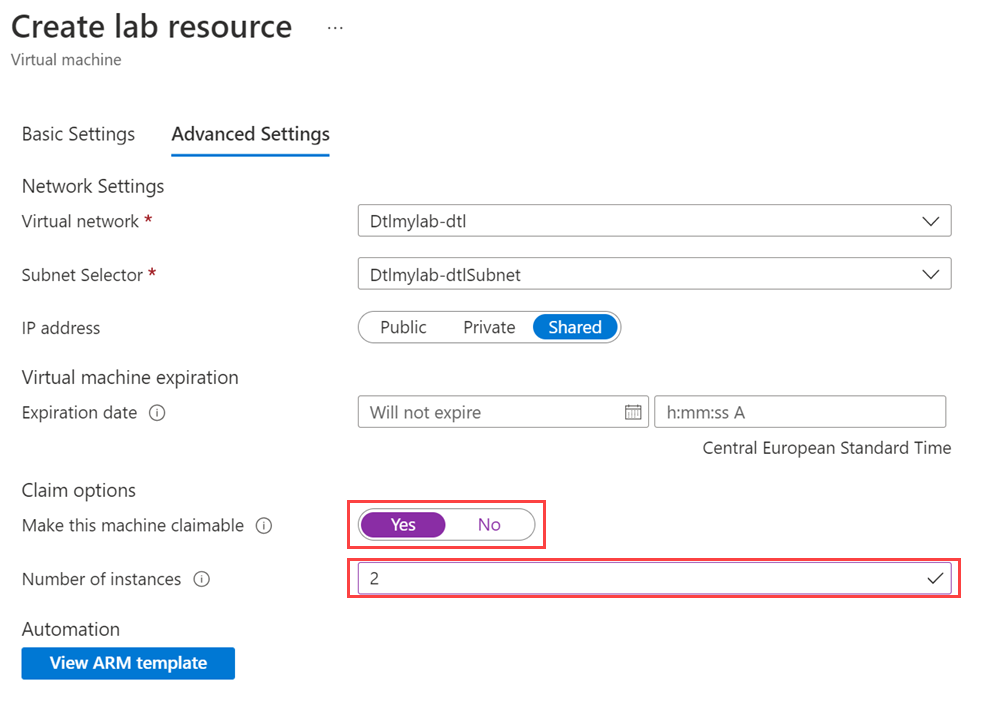 Create lab resource ...
Virtual machine
Basic Settings Advanced Settings
Network Settings
Virtual network * Dtlmylab-dtl
Subnet Selector * Dtlmylab-dtlSubnet
IP address Public Private Shared
Virtual machine expiration
Expiration date Will not expire h:mm:ss A
Central European Standard Time
Claim options
Make this machine claimable Yes No
Number of instances 2
Automation
View ARM template